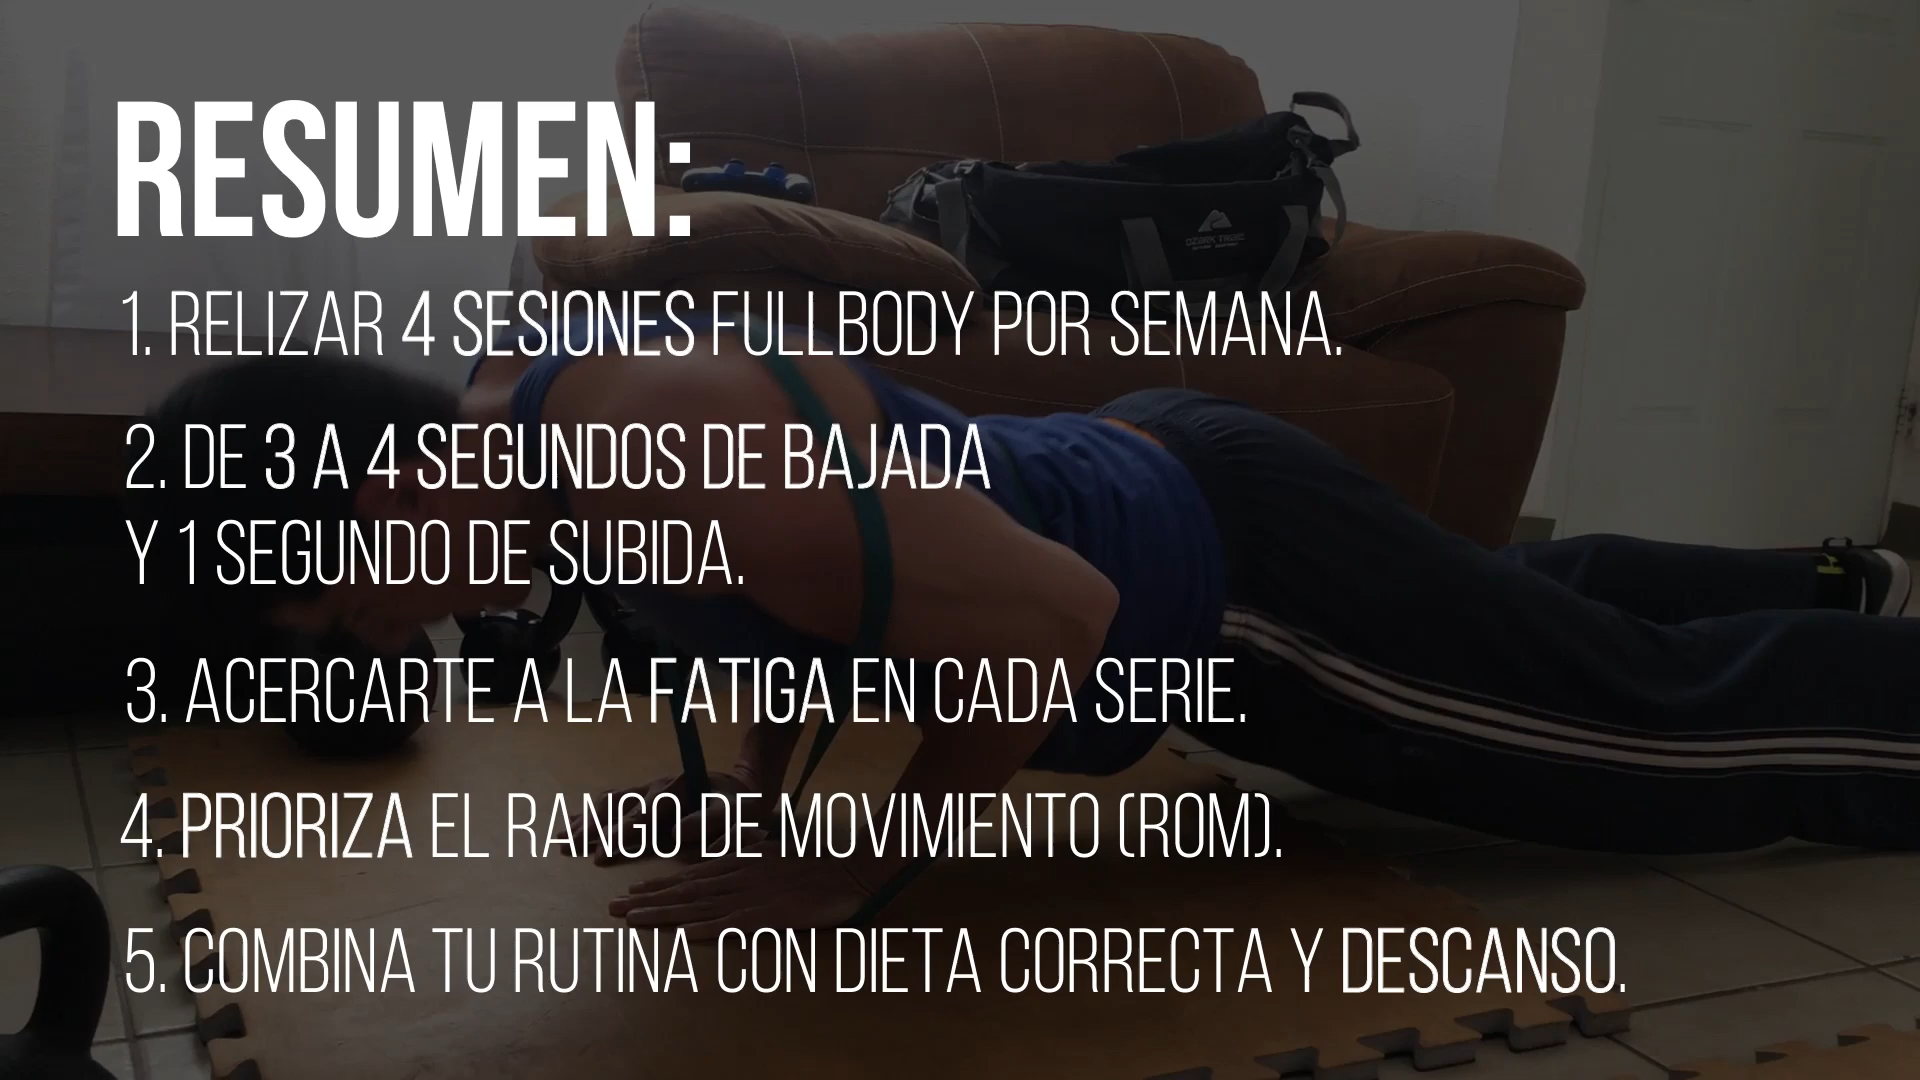 RESUMEN:
OZARK TRAIL
1. RELIZAR 4 SESIONES FULLBODY POR SEMANA.
2. DE 3 A 4 SEGUNDOS DE BAJADA
Y 1 SEGUNDO DE SUBIDA.
3. ACERCARTE A LA FATIGA EN CADA SERIE.
4. PRIORIZA EL RANGO DE MOVIMIENTO (ROM).
5. COMBINA TU RUTINA CON DIETA CORRECTA Y DESCANSO.